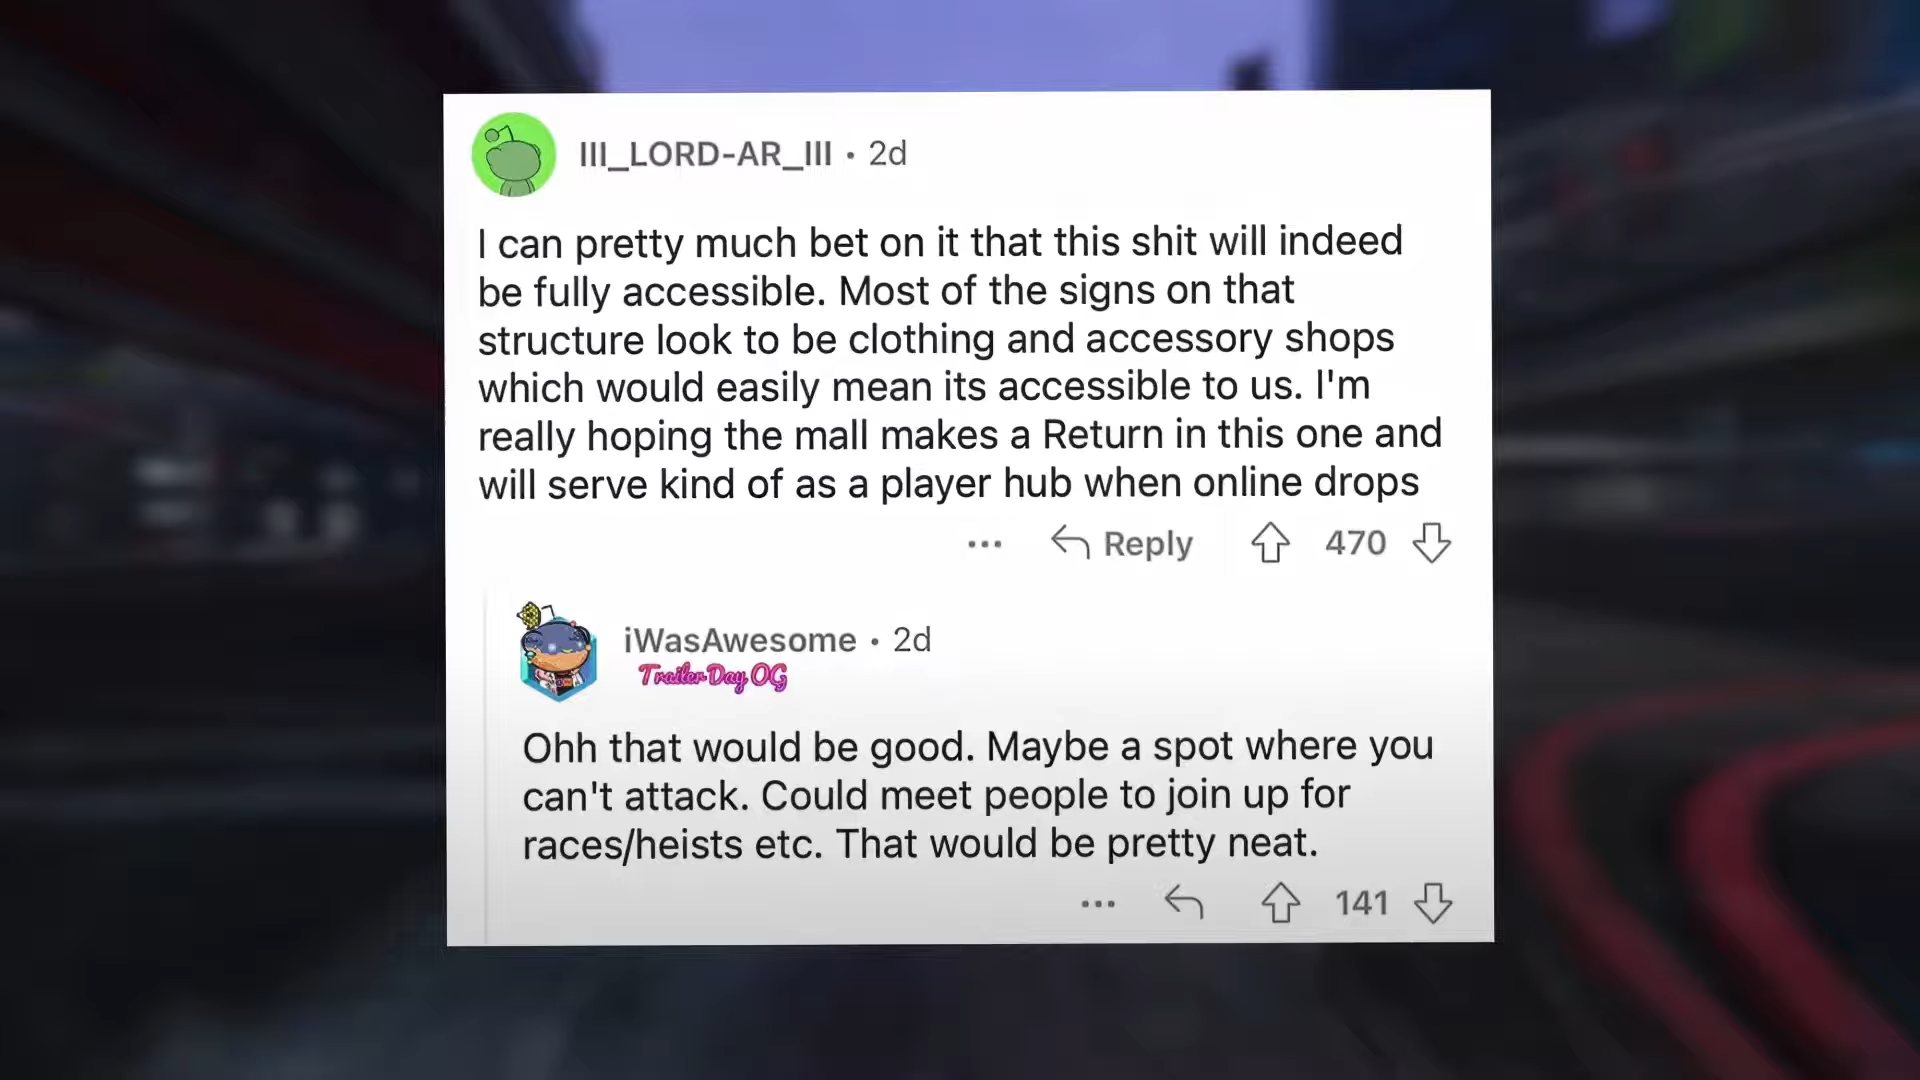 III_LORD-AR_III • 2d
I can pretty much bet on it that this shit will indeed
be fully accessible. Most of the signs on that
structure look to be clothing and accessory shops
which would easily mean its accessible to us. I'm
really hoping the mall makes a Return in this one and
will serve kind of as a player hub when online drops
... Reply 470
iWasAwesome • 2d
Trailer Day OG
Ohh that would be good. Maybe a spot where you
can't attack. Could meet people to join up for
races/heists etc. That would be pretty neat.
... 141